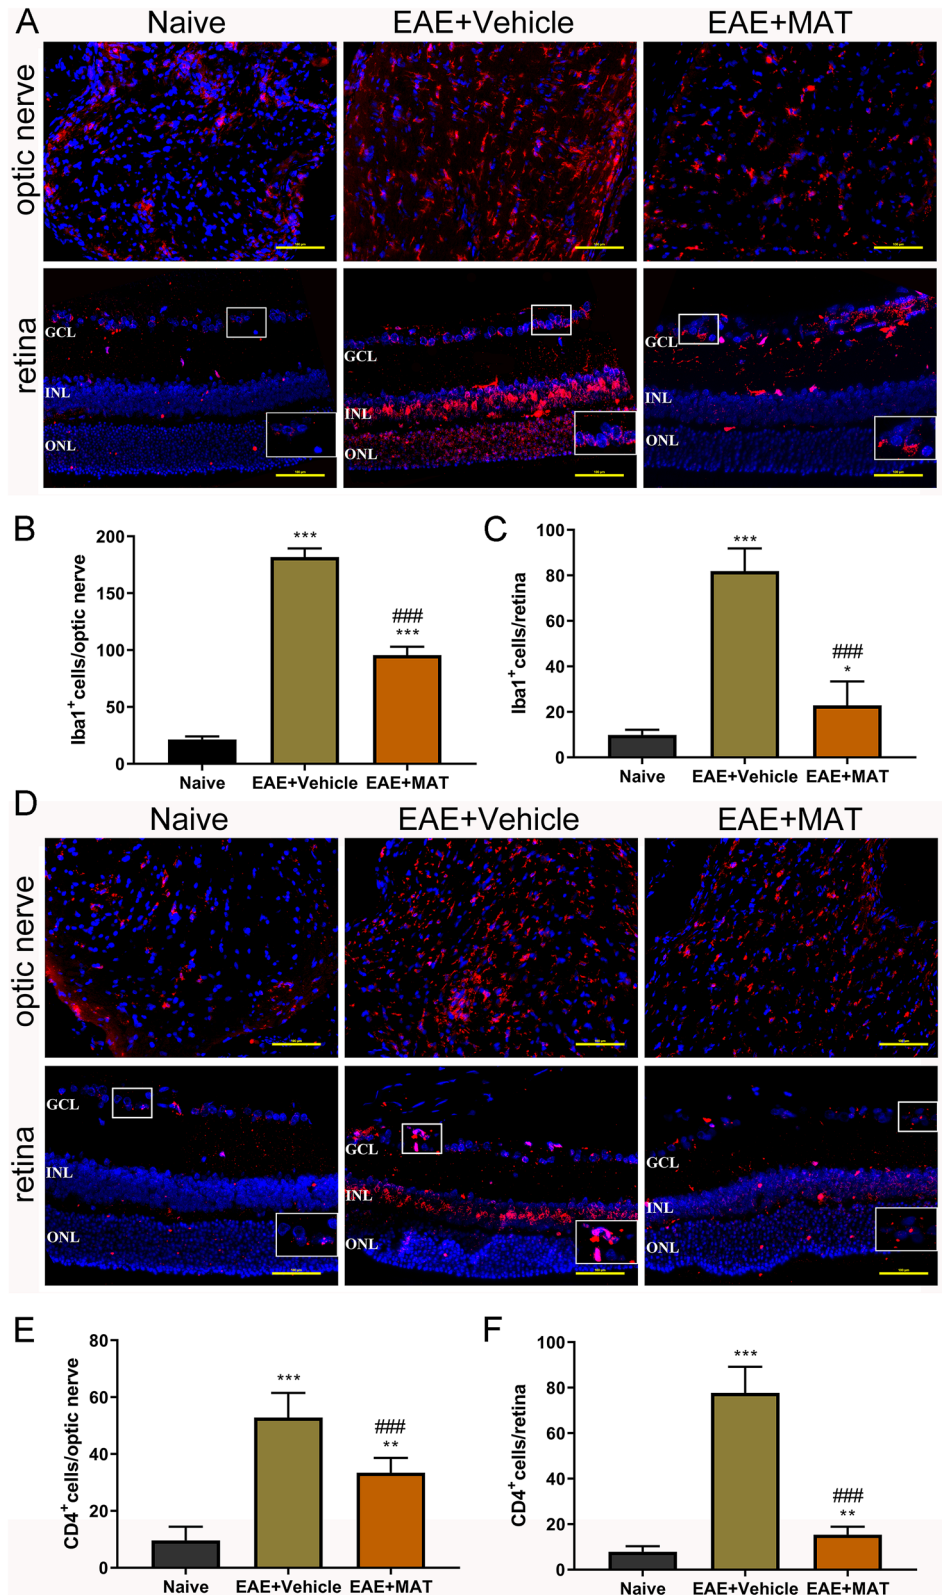 A
Naive EAE+Vehicle EAE+MAT
optic nerve
retina
GCL
INL
ONL
GCL
INL
ONL
GCL
INL
ONL
B
Iba1+cells/optic nerve
200
150
100
50
0
***
###
***
Naive EAE+Vehicle EAE+MAT
C
Iba1+cells/retina
100
80
60
40
20
0
***
###
*
Naive EAE+Vehicle EAE+MAT
D
Naive EAE+Vehicle EAE+MAT
optic nerve
retina
GCL
INL
ONL
GCL
INL
ONL
GCL
INL
ONL
E
CD4+cells/optic nerve
80
60
40
20
0
***
###
**
Naive EAE+Vehicle EAE+MAT
F
CD4+cells/retina
100
80
60
40
20
0
***
###
**
Naive EAE+Vehicle EAE+MAT